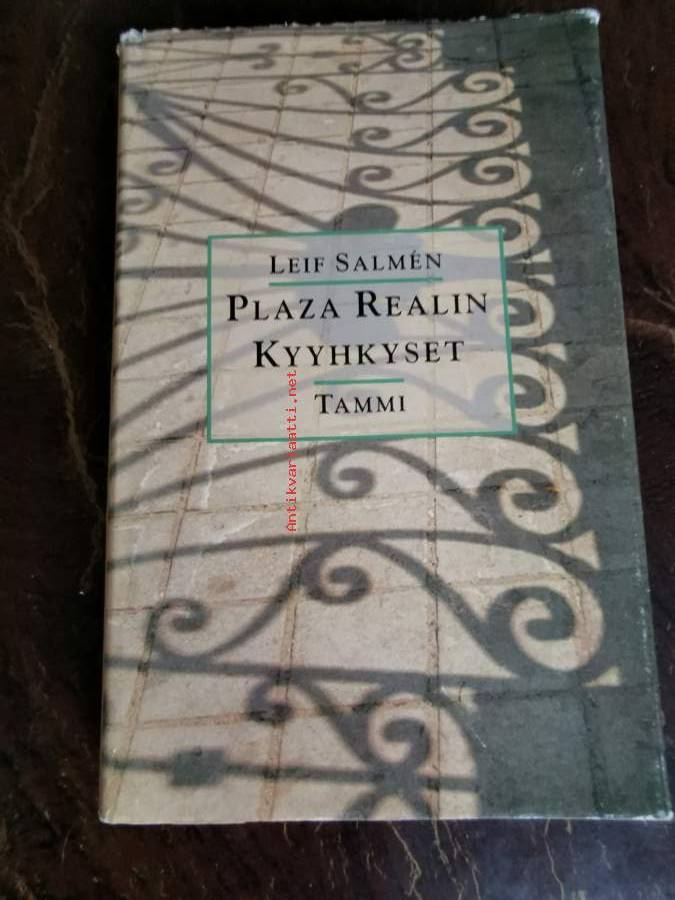 LEIF SALMÉN
PLAZA REALIN
KYYHKYSET
TAMMI
Antikvariaatti.net